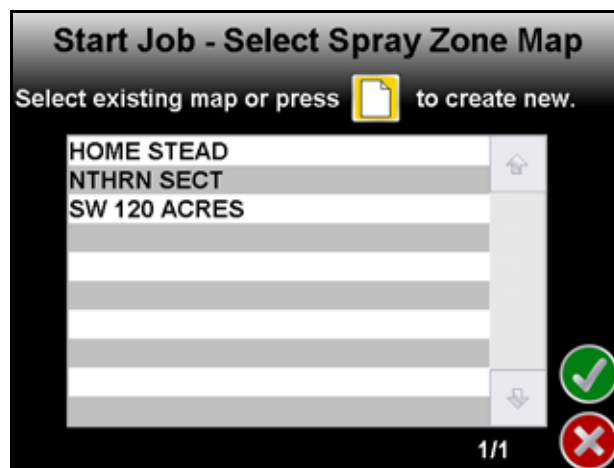 Start Job - Select Spray Zone Map
Select existing map or press to create new.
HOME STEAD
NTHRN SECT
SW 120 ACRES
1/1